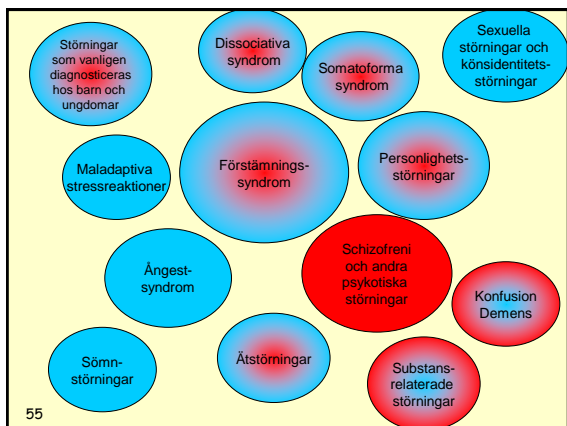 Störningar
som vanligen
diagnosticeras
hos barn och
ungdomar
Dissociativa
syndrom
Somatoforma
syndrom
Sexuella
störningar och
könsidentitets-
störningar
Maladaptiva
stressreaktioner
Förstämnings-
syndrom
Personlighets-
störningar
Ångest-
syndrom
Schizofreni
och andra
psykotiska
störningar
Konfusion
Demens
Sömn-
störningar
Ätstörningar
Substans-
relaterade
störningar
55